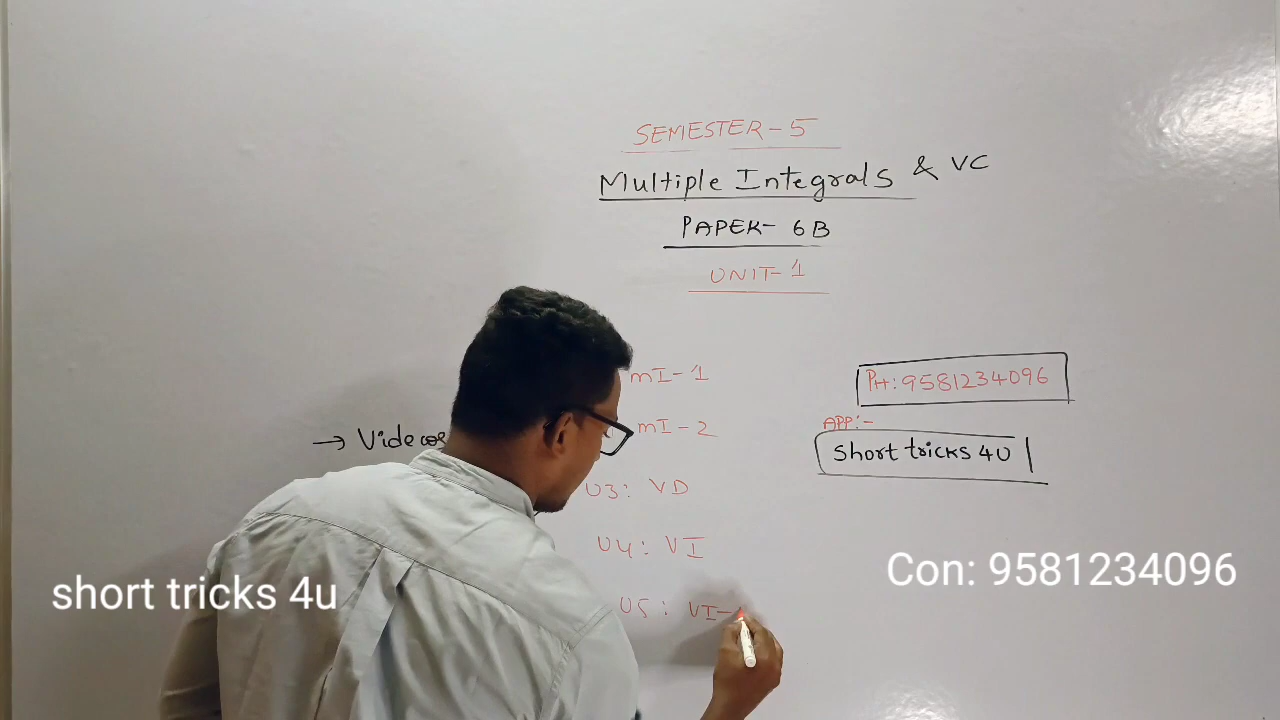 SEMESTER-5
Multiple Integrals & VC
PAPER- 6B
UNIT-1
mI-1
PH: 9581234096
mI-2
APP:-
→ Videos
Short tricks 4U
U3: VD
U4: VI
Con: 9581234096
short tricks 4u
U5: VI-